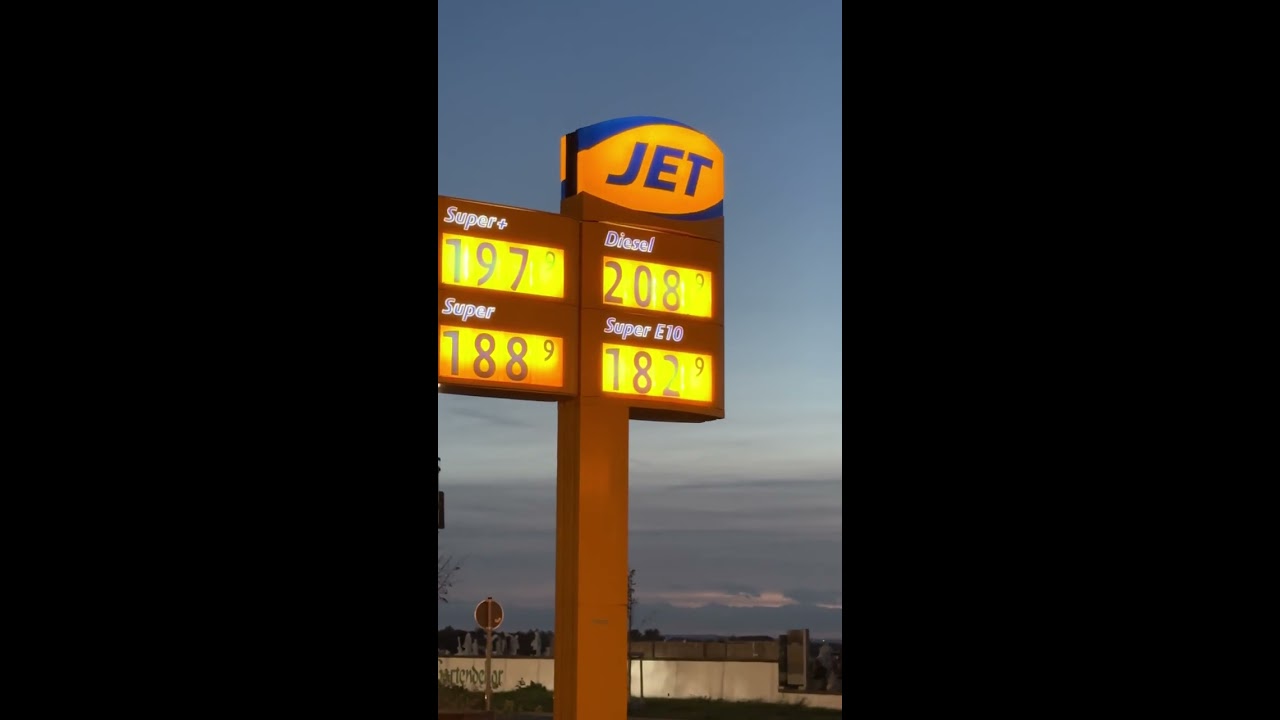 JET
Super+
197 9
Super
188 9
Diesel
208 9
Super E10
182 9